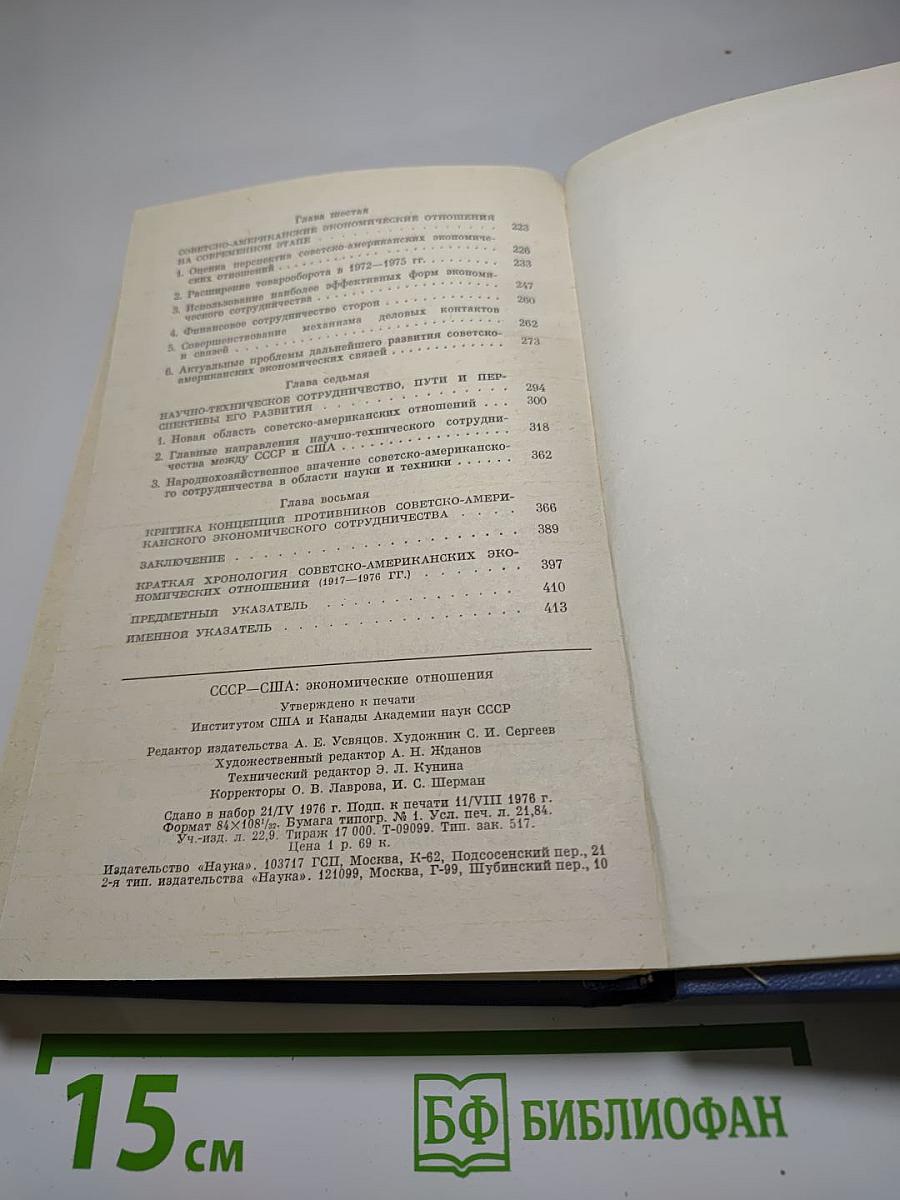 Глава шестая
СОВЕТСКО-АМЕРИКАНСКИЕ ЭКОНОМИЧЕСКИЕ ОТНОШЕНИЯ
НА СОВРЕМЕННОМ ЭТАПЕ . . . . . . . . . . . . . . . . 223
1. Оценка перспектив советско-американских экономиче-
ских отношений . . . . . . . . . . . . . . . . . . . 226
2. Расширение товарооборота в 1972—1975 гг. . . . . . . . 233
3. Использование наиболее эффективных форм экономи-
ческого сотрудничества . . . . . . . . . . . . . . . 247
4. Финансовое сотрудничество сторон . . . . . . . . . . 260
5. Совершенствование механизма деловых контактов
и связей . . . . . . . . . . . . . . . . . . . . . . 262
6. Актуальные проблемы дальнейшего развития советско-
американских экономических связей . . . . . . . . . . 273
Глава седьмая
НАУЧНО-ТЕХНИЧЕСКОЕ СОТРУДНИЧЕСТВО, ПУТИ И ПЕР-
СПЕКТИВЫ ЕГО РАЗВИТИЯ . . . . . . . . . . . . . . . 294
1. Новая область советско-американских отношений . . . 300
2. Главные направления научно-технического сотрудни-
чества между СССР и США . . . . . . . . . . . . . . 318
3. Народнохозяйственное значение советско-американско-
го сотрудничества в области науки и техники . . . . . . 362
Глава восьмая
КРИТИКА КОНЦЕПЦИЙ ПРОТИВНИКОВ СОВЕТСКО-АМЕРИ-
КАНСКОГО ЭКОНОМИЧЕСКОГО СОТРУДНИЧЕСТВА . . . . 366
ЗАКЛЮЧЕНИЕ . . . . . . . . . . . . . . . . . . . . 389
КРАТКАЯ ХРОНОЛОГИЯ СОВЕТСКО-АМЕРИКАНСКИХ ЭКО-
НОМИЧЕСКИХ ОТНОШЕНИЙ (1917—1976 ГГ.) . . . . . . . 397
ПРЕДМЕТНЫЙ УКАЗАТЕЛЬ . . . . . . . . . . . . . . . 410
ИМЕННОЙ УКАЗАТЕЛЬ . . . . . . . . . . . . . . . . . 413
СССР—США: экономические отношения
Утверждено к печати
Институтом США и Канады Академии наук СССР
Редактор издательства А. Е. Усвяцов. Художник С. И. Сергеев
Художественный редактор А. Н. Жданов
Технический редактор Э. Л. Кунина
Корректоры О. В. Лаврова, И. С. Шерман
Сдано в набор 21/IV 1976 г. Подп. к печати 11/VIII 1976 г.
Формат 84×108¹/₃₂. Бумага типогр. № 1. Усл. печ. л. 21,84.
Уч.-изд. л. 22,9. Тираж 17 000. Т-09099. Тип. зак. 517.
Цена 1 р. 69 к.
Издательство «Наука». 103717 ГСП, Москва, К-62, Подсосенский пер., 21
2-я тип. издательства «Наука». 121099, Москва, Г-99, Шубинский пер., 10
15 см
БФ БИБЛИОФАН